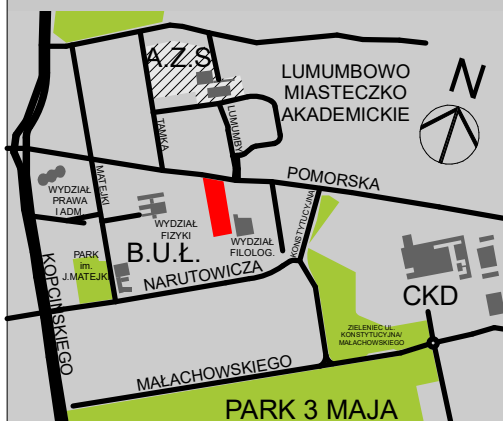 A.Z.S
LUMUMBOWO
MIASTECZKO
AKADEMICKIE
N
TAMKA
LUMUMBY
POMORSKA
MATEJKI
WYDZIAŁ
PRAWA
I ADM.
WYDZIAŁ
FIZYKI
WYDZIAŁ
FILOLOG.
KONSTYTUCYJNA
PARK
im.
J.MATEJKI
B.U.Ł.
NARUTOWICZA
CKD
KOPCIŃSKIEGO
ZIELENIEC UL.
KONSTYTUCYJNA/
MAŁACHOWSKIEGO
MAŁACHOWSKIEGO
PARK 3 MAJA